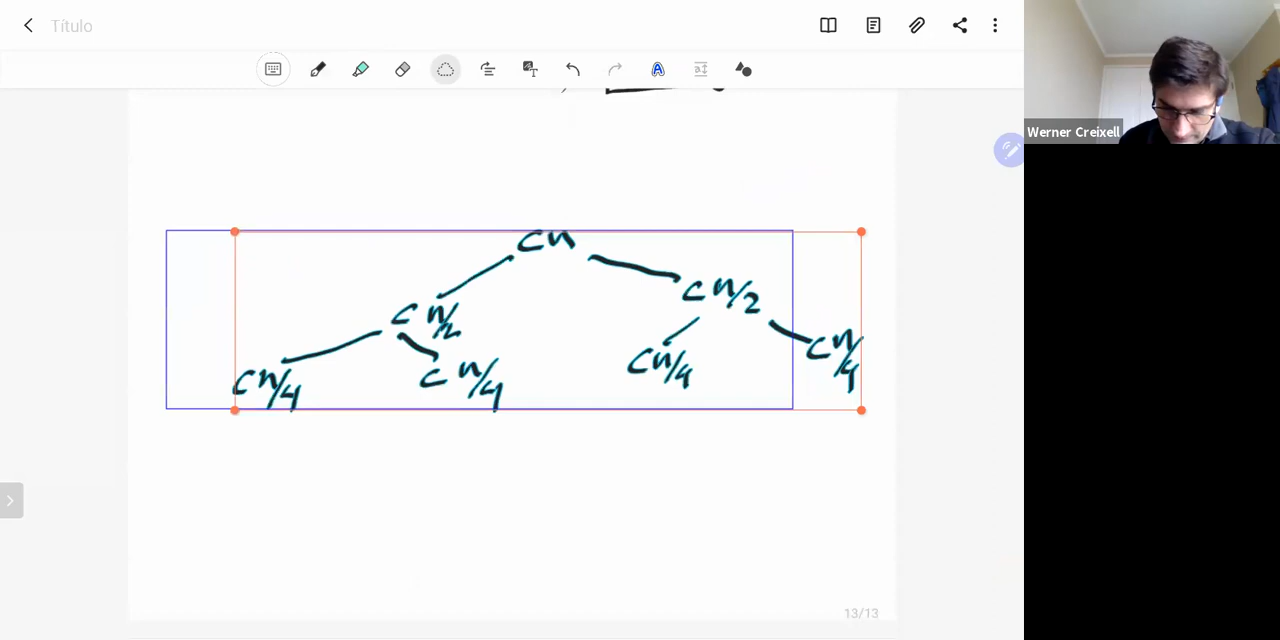 Título
Werner Creixell
cn
cn/2 cn/2
cn/4 cn/4 cn/4 cn/4
13/13